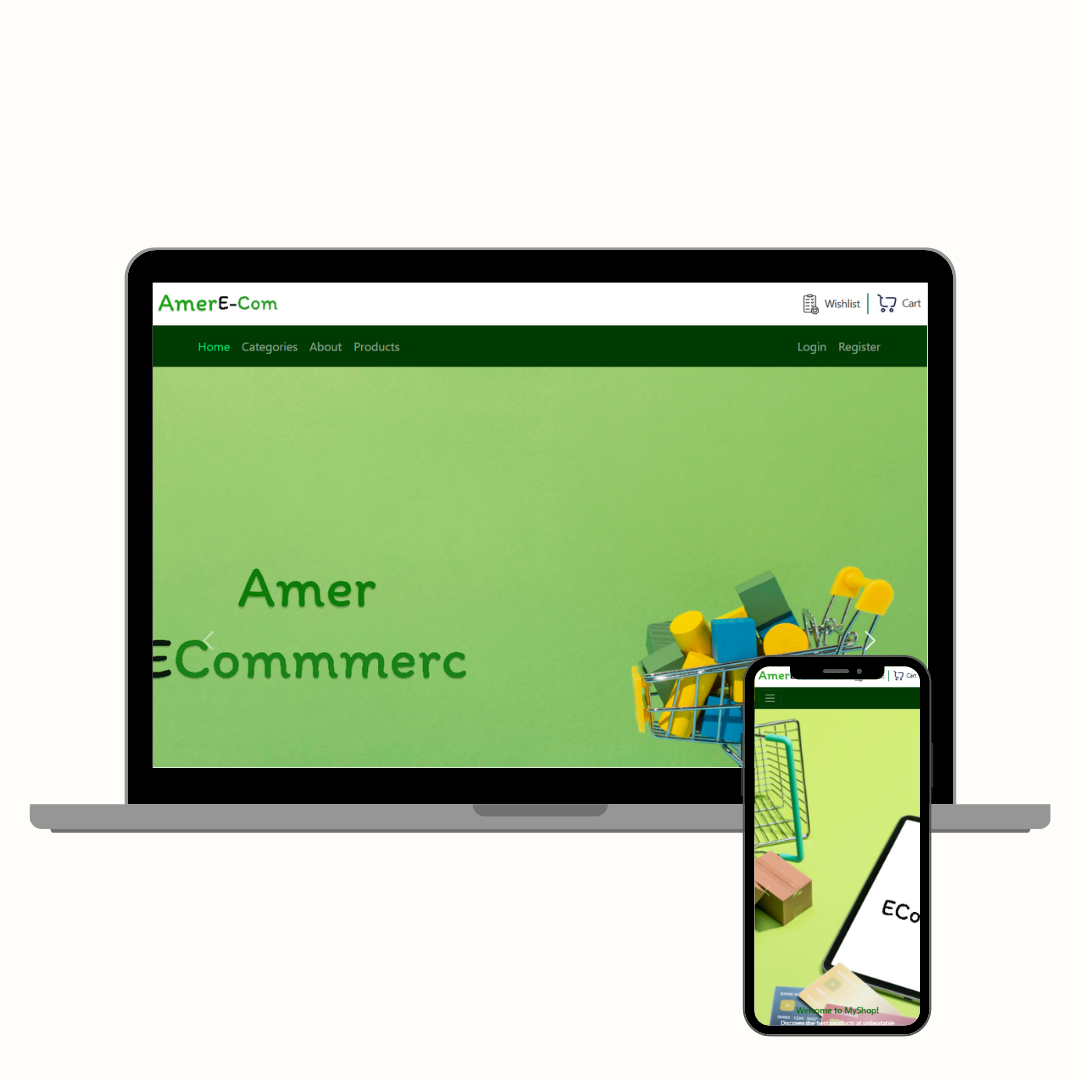 AmerE-Com
Wishlist
Cart
Home Categories About Products
Login Register
Amer
ECommmerc
Amer
Cart
ECo
Welcome to MyShop!
Discover the best products at unbeatable